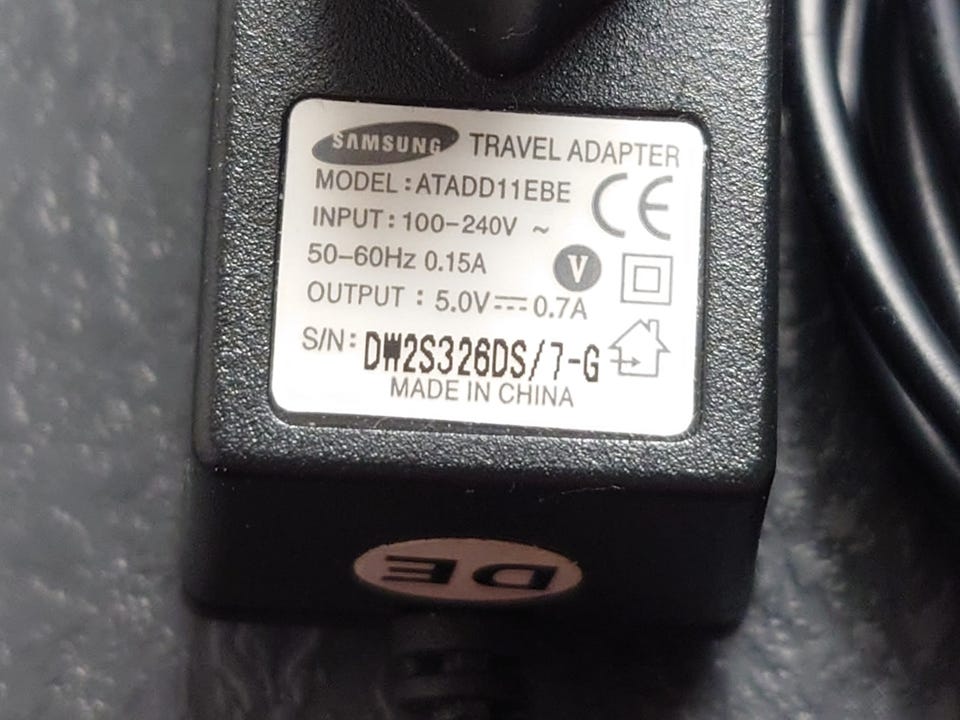 SAMSUNG TRAVEL ADAPTER
MODEL : ATADD11EBE
CE
INPUT : 100-240V ~
50-60Hz 0.15A
V
OUTPUT : 5.0V⎓0.7A
S/N : DW2S326DS/7-G
MADE IN CHINA
DE